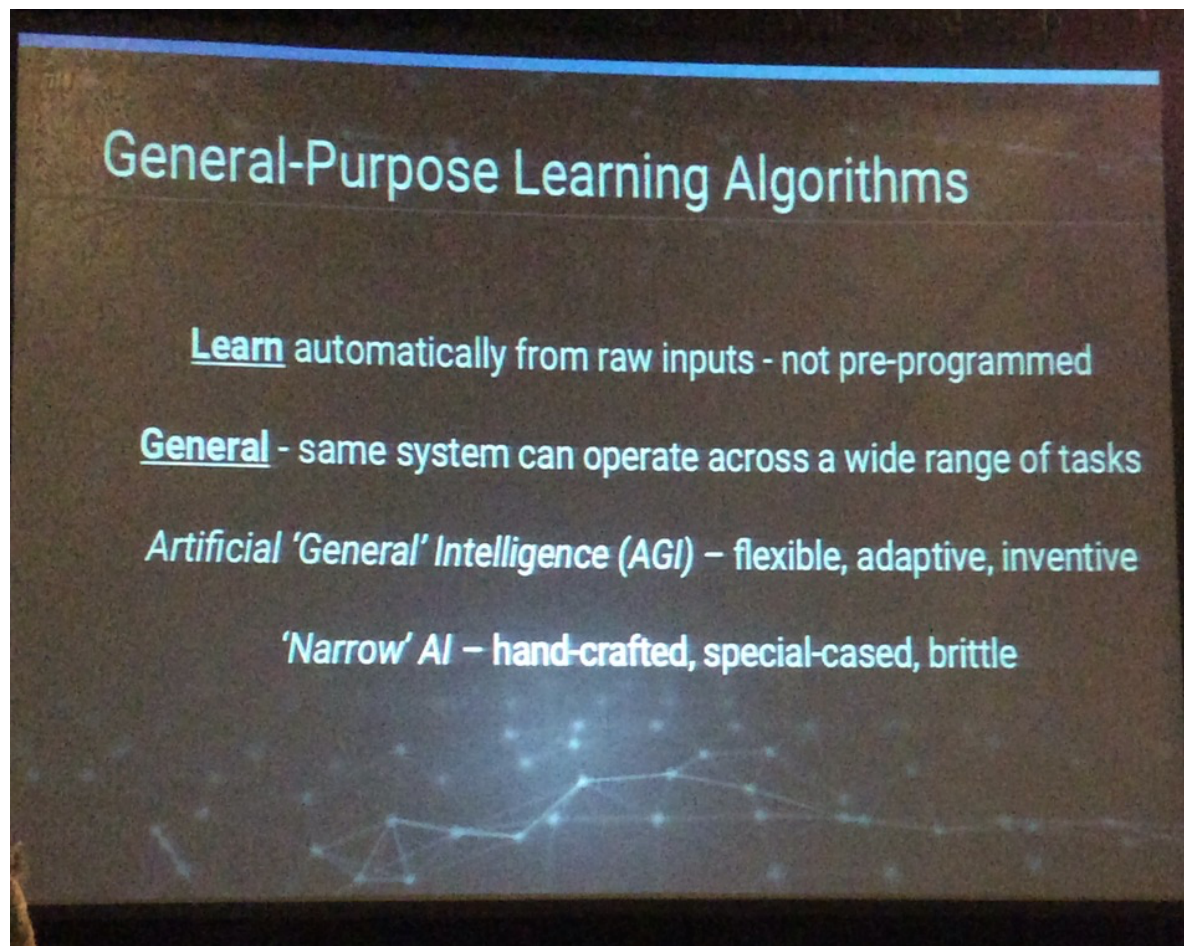 General-Purpose Learning Algorithms
Learn automatically from raw inputs - not pre-programmed
General - same system can operate across a wide range of tasks
Artificial ‘General’ Intelligence (AGI) – flexible, adaptive, inventive
‘Narrow’ AI – hand-crafted, special-cased, brittle